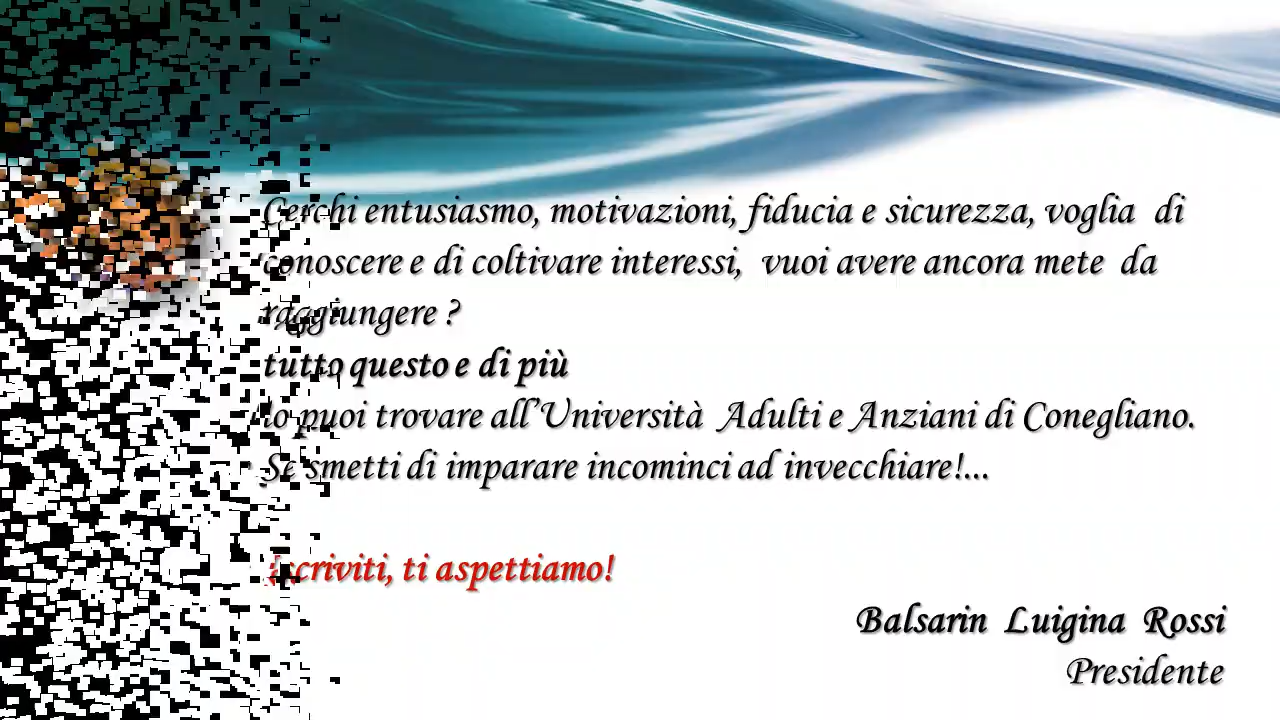 Cerchi entusiasmo, motivazioni, fiducia e sicurezza, voglia di
conoscere e di coltivare interessi, vuoi avere ancora mete da
raggiungere ?
tutto questo e di più
lo puoi trovare all'Università Adulti e Anziani di Conegliano.
Se smetti di imparare incominci ad invecchiare!...
Iscriviti, ti aspettiamo!
Balsarin Luigina Rossi
Presidente